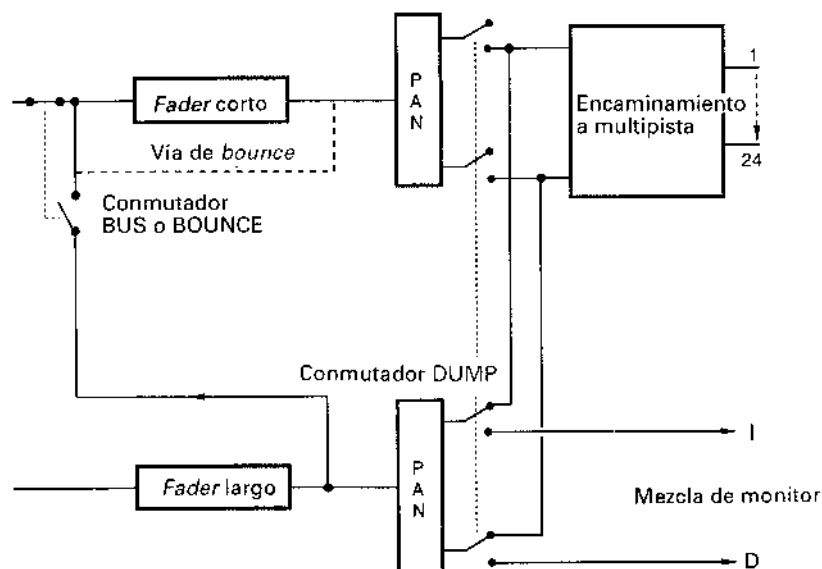 P
A
N
1
Fader corto
Encaminamiento
a multipista
24
Vía de bounce
Conmutador
BUS o BOUNCE
Conmutador DUMP
P
A
N
I
Fader largo
Mezcla de monitor
D